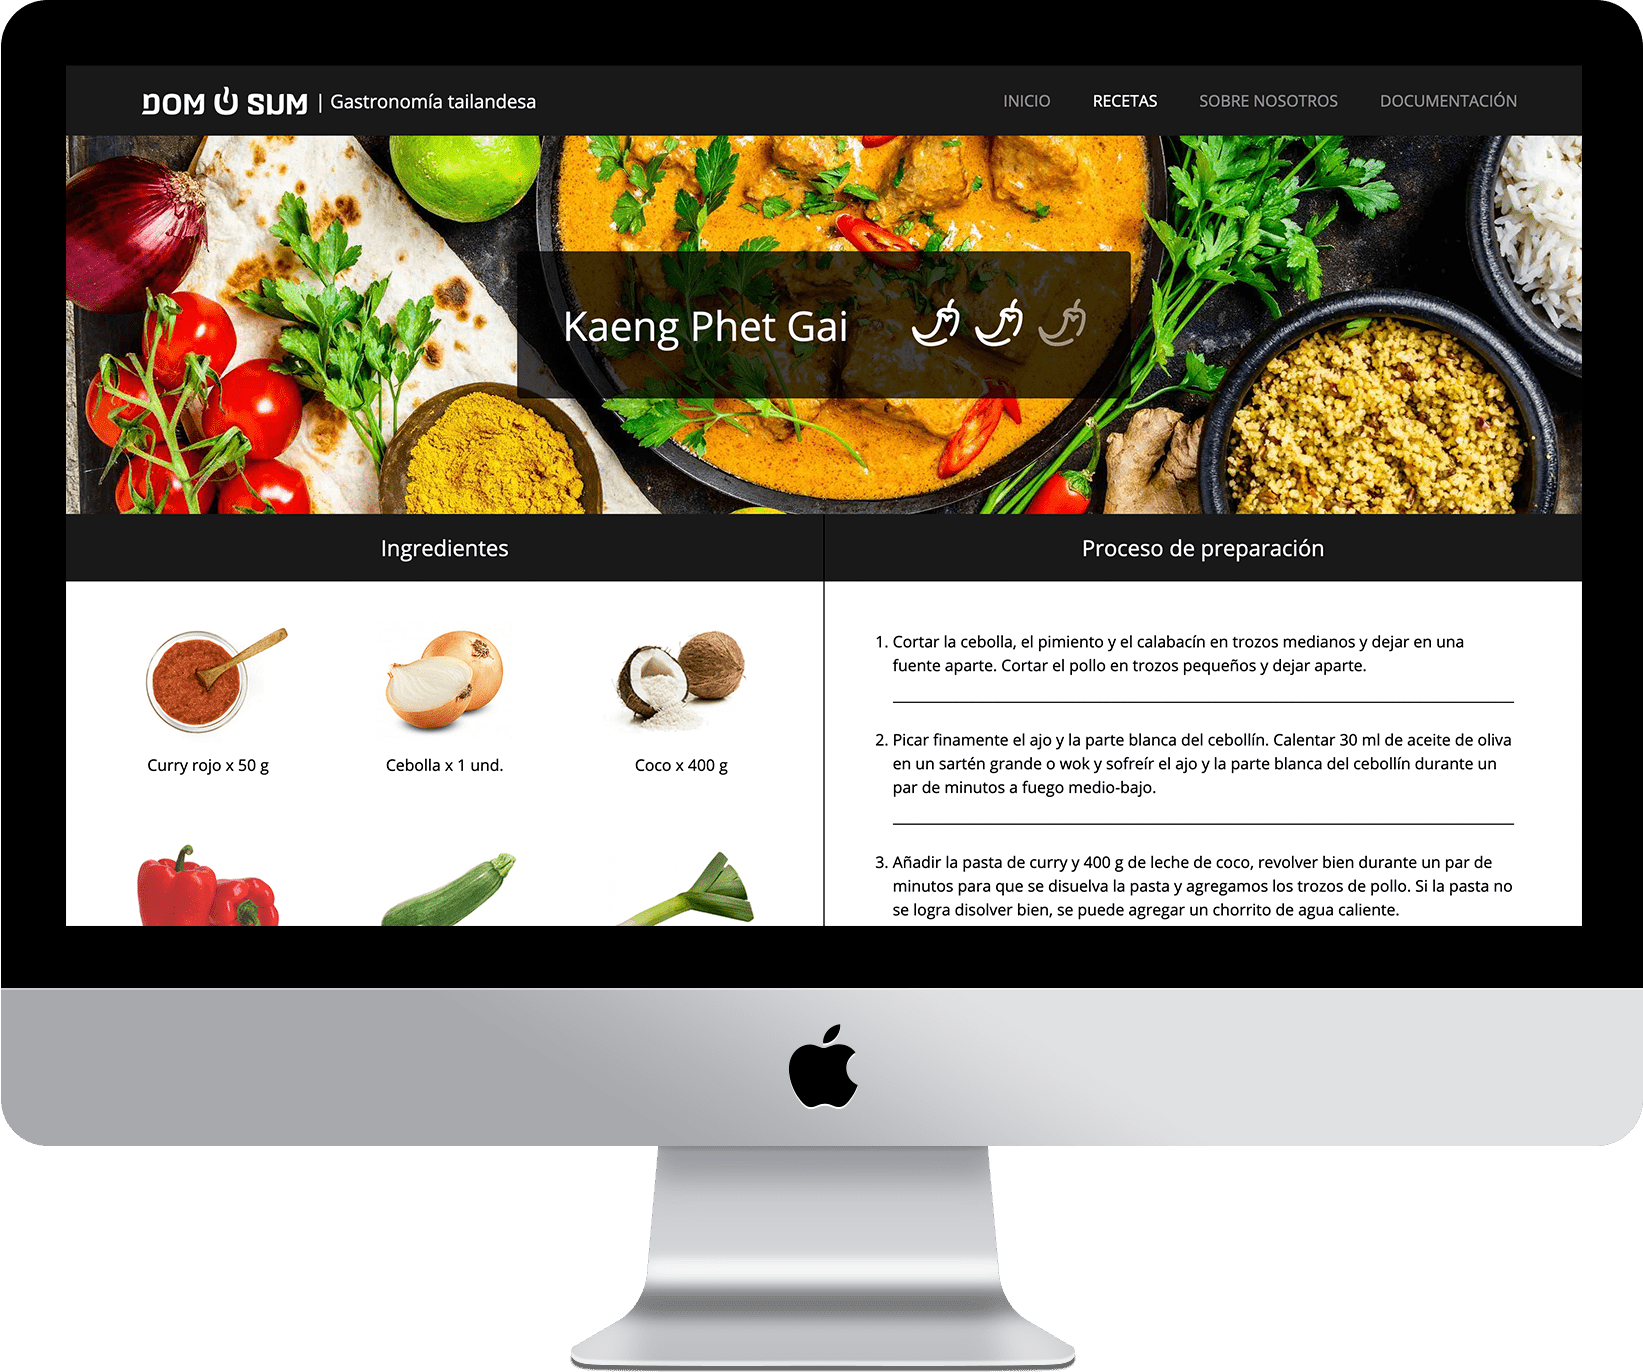 DOM SUM | Gastronomía tailandesa
INICIO
RECETAS
SOBRE NOSOTROS
DOCUMENTACIÓN
Kaeng Phet Gai
Ingredientes
Proceso de preparación
Curry rojo x 50 g
Cebolla x 1 und.
Coco x 400 g
1. Cortar la cebolla, el pimiento y el calabacín en trozos medianos y dejar en una
fuente aparte. Cortar el pollo en trozos pequeños y dejar aparte.
2. Picar finamente el ajo y la parte blanca del cebollín. Calentar 30 ml de aceite de oliva
en un sartén grande o wok y sofreír el ajo y la parte blanca del cebollín durante un
par de minutos a fuego medio-bajo.
3. Añadir la pasta de curry y 400 g de leche de coco, revolver bien durante un par de
minutos para que se disuelva la pasta y agregamos los trozos de pollo. Si la pasta no
se logra disolver bien, se puede agregar un chorrito de agua caliente.